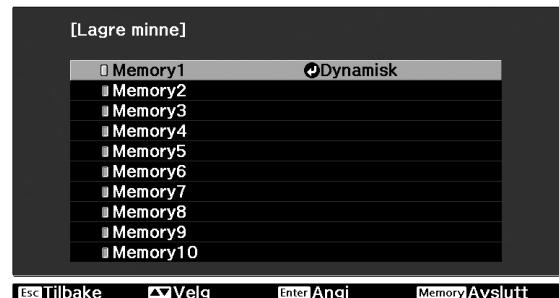 [Lagre minne]
Memory1 Dynamisk
Memory2
Memory3
Memory4
Memory5
Memory6
Memory7
Memory8
Memory9
Memory10
Esc Tilbake Velg Enter Angi Memory Avslutt